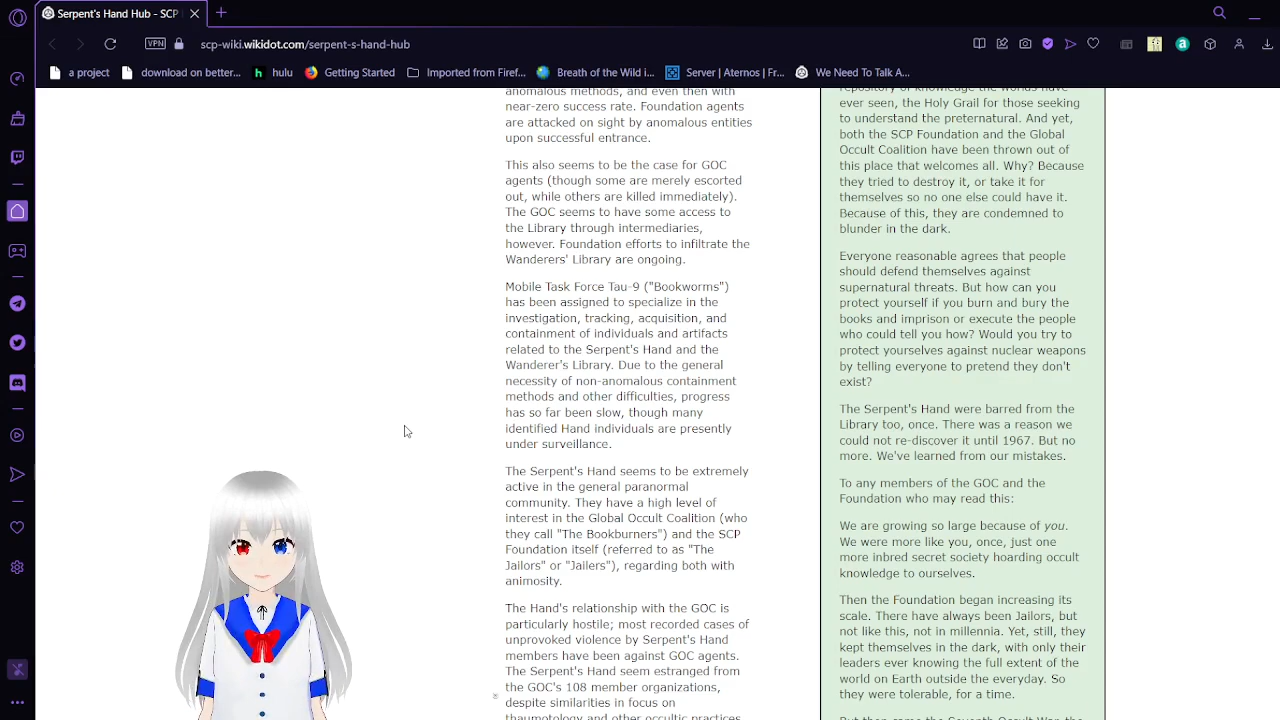 Serpent's Hand Hub - SCP
VPN
scp-wiki.wikidot.com/serpent-s-hand-hub
a project
download on better...
hulu
Getting Started
Imported from Firef...
Breath of the Wild i...
Server | Aternos | Fr...
We Need To Talk A...
anomalous methods, and even then with
near-zero success rate. Foundation agents
are attacked on sight by anomalous entities
upon successful entrance.
This also seems to be the case for GOC
agents (though some are merely escorted
out, while others are killed immediately).
The GOC seems to have some access to
the Library through intermediaries,
however. Foundation efforts to infiltrate the
Wanderers' Library are ongoing.
Mobile Task Force Tau-9 ("Bookworms")
has been assigned to specialize in the
investigation, tracking, acquisition, and
containment of individuals and artifacts
related to the Serpent's Hand and the
Wanderer's Library. Due to the general
necessity of non-anomalous containment
methods and other difficulties, progress
has so far been slow, though many
identified Hand individuals are presently
under surveillance.
The Serpent's Hand seems to be extremely
active in the general paranormal
community. They have a high level of
interest in the Global Occult Coalition (who
they call "The Bookburners") and the SCP
Foundation itself (referred to as "The
Jailors" or "Jailers"), regarding both with
animosity.
The Hand's relationship with the GOC is
particularly hostile; most recorded cases of
unprovoked violence by Serpent's Hand
members have been against GOC agents.
The Serpent's Hand seem estranged from
the GOC's 108 member organizations,
despite similarities in focus on
thaumotology and other occultic practices
repository of knowledge the worlds have
ever seen, the Holy Grail for those seeking
to understand the preternatural. And yet,
both the SCP Foundation and the Global
Occult Coalition have been thrown out of
this place that welcomes all. Why? Because
they tried to destroy it, or take it for
themselves so no one else could have it.
Because of this, they are condemned to
blunder in the dark.
Everyone reasonable agrees that people
should defend themselves against
supernatural threats. But how can you
protect yourself if you burn and bury the
books and imprison or execute the people
who could tell you how? Would you try to
protect yourselves against nuclear weapons
by telling everyone to pretend they don't
exist?
The Serpent's Hand were barred from the
Library too, once. There was a reason we
could not re-discover it until 1967. But no
more. We've learned from our mistakes.
To any members of the GOC and the
Foundation who may read this:
We are growing so large because of you.
We were more like you, once, just one
more inbred secret society hoarding occult
knowledge to ourselves.
Then the Foundation began increasing its
scale. There have always been Jailors, but
not like this, not in millennia. Yet, still, they
kept themselves in the dark, with only their
leaders ever knowing the full extent of the
world on Earth outside the everyday. So
they were tolerable, for a time.
But then came the Seventh Occult War, the